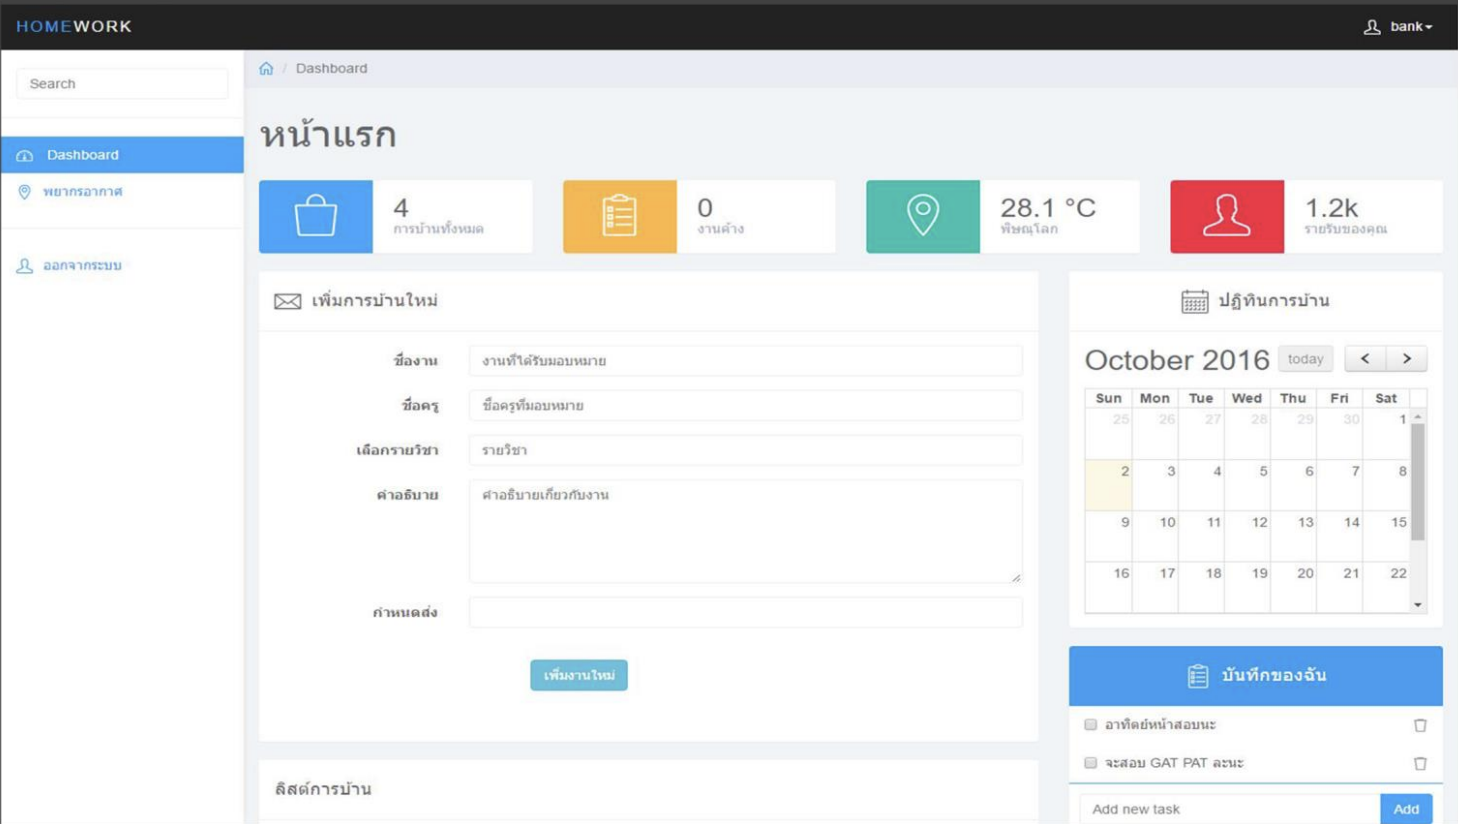 HOMEWORK
bank
Search
Dashboard
พยากรอากาศ
ออกจากระบบ
/ Dashboard
หน้าแรก
4
การบ้านทั้งหมด
0
งานค้าง
28.1 °C
พิษณุโลก
1.2k
รายรับของคุณ
เพิ่มการบ้านใหม่
ชื่องาน
งานที่ได้รับมอบหมาย
ชื่อครู
ชื่อครูที่มอบหมาย
เลือกรายวิชา
รายวิชา
คำอธิบาย
คำอธิบายเกี่ยวกับงาน
กำหนดส่ง
เพิ่มงานใหม่
ลิสต์การบ้าน
ปฏิทินการบ้าน
October 2016 today < >
Sun Mon Tue Wed Thu Fri Sat
25 26 27 28 29 30 1
2 3 4 5 6 7 8
9 10 11 12 13 14 15
16 17 18 19 20 21 22
บันทึกของฉัน
อาทิตย์หน้าสอบนะ
จะสอบ GAT PAT ละนะ
Add new task
Add